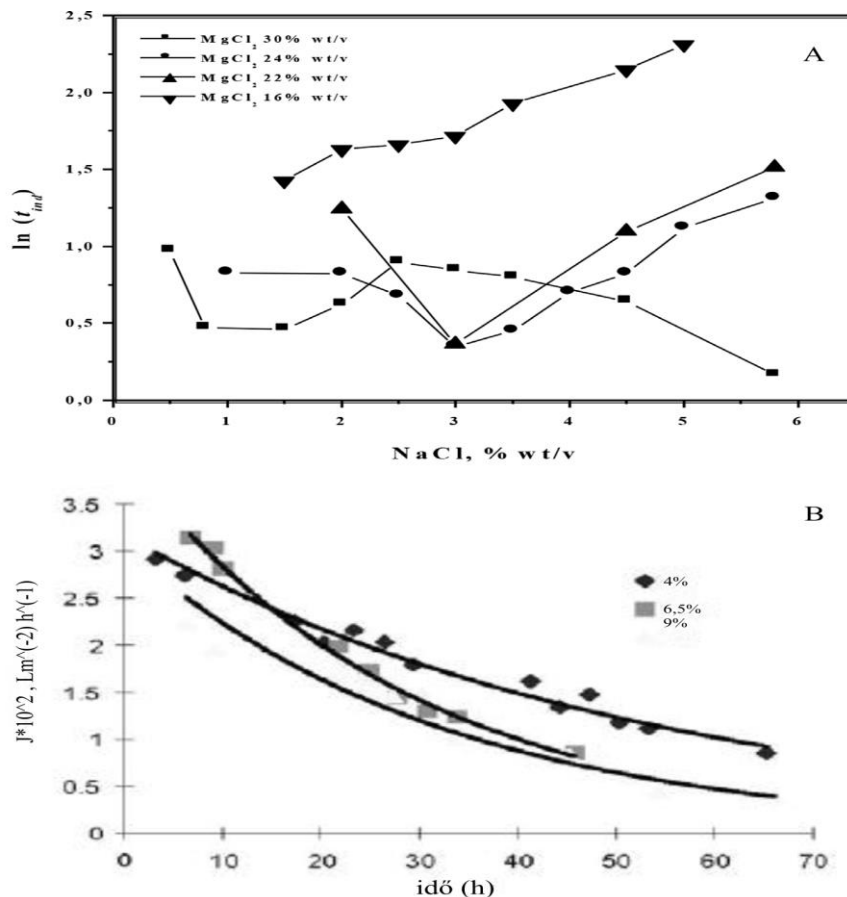 2,5
A
MgCl2 30% wt/v
MgCl2 24% wt/v
MgCl2 22% wt/v
MgCl2 16% wt/v
2,0
1,5
1,0
0,5
0,0
ln (tind)
0 1 2 3 4 5 6
NaCl, % wt/v
3.5
B
3
2.5
2
1.5
1
0.5
0
4%
6,5%
9%
J*10^2, Lm^(-2) h^(-1)
0 10 20 30 40 50 60 70
idő (h)